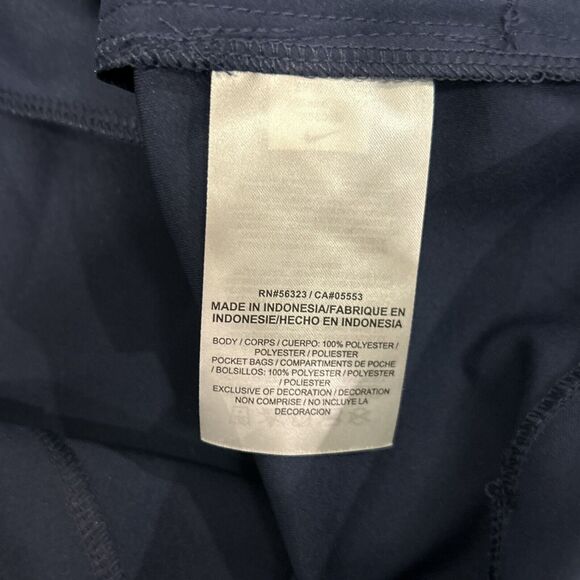 RN#56323 / CA#05553
MADE IN INDONESIA/FABRIQUE EN
INDONESIE/HECHO EN INDONESIA
BODY / CORPS / CUERPO: 100% POLYESTER /
POLYESTER / POLIESTER
POCKET BAGS / COMPARTIMENTS DE POCHE
/ BOLSILLOS: 100% POLYESTER / POLYESTER
/ POLIESTER
EXCLUSIVE OF DECORATION / DECORATION
NON COMPRISE / NO INCLUYE LA
DECORACION